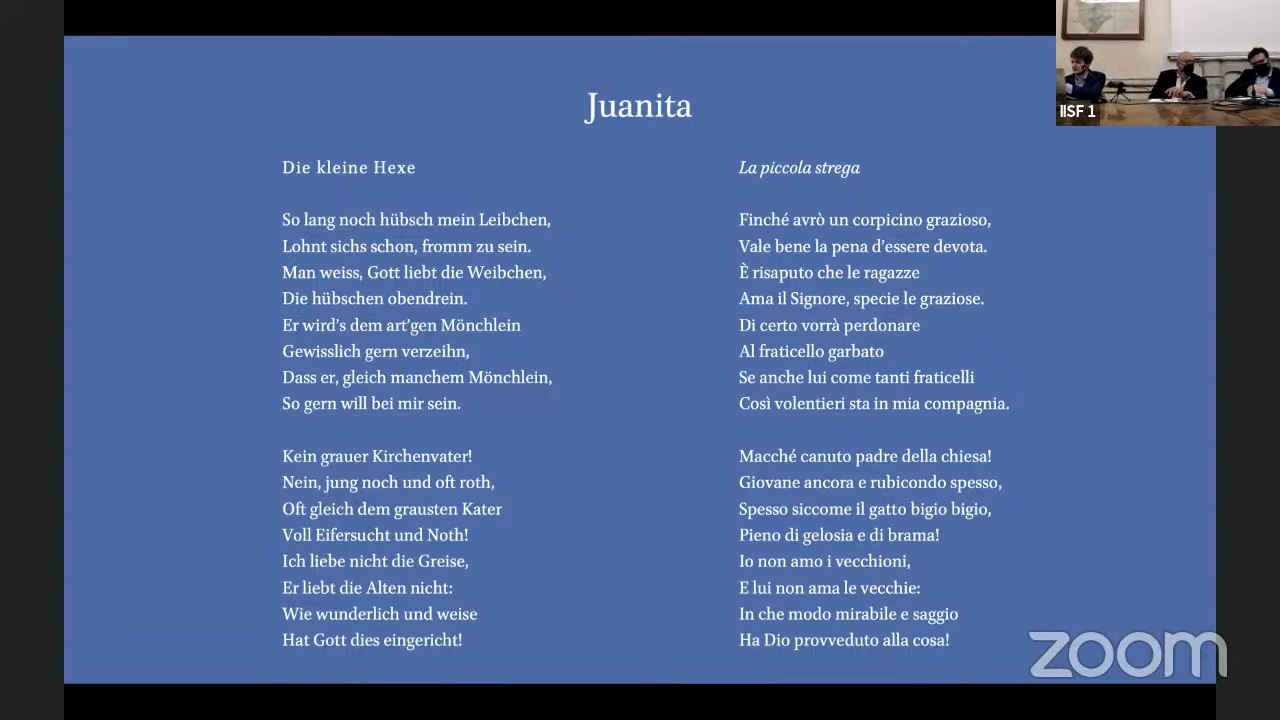 Juanita
Die kleine Hexe
So lang noch hübsch mein Leibchen,
Lohnt sichs schon, fromm zu sein.
Man weiss, Gott liebt die Weibchen,
Die hübschen obendrein.
Er wird's dem art'gen Mönchlein
Gewisslich gern verzeihn,
Dass er, gleich manchem Mönchlein,
So gern will bei mir sein.
Kein grauer Kirchenvater!
Nein, jung noch und oft roth,
Oft gleich dem grausten Kater
Voll Eifersucht und Noth!
Ich liebe nicht die Greise,
Er liebt die Alten nicht:
Wie wunderlich und weise
Hat Gott dies eingericht!
La piccola strega
Finché avrò un corpicino grazioso,
Vale bene la pena d'essere devota.
È risaputo che le ragazze
Ama il Signore, specie le graziose.
Di certo vorrà perdonare
Al fraticello garbato
Se anche lui come tanti fraticelli
Così volentieri sta in mia compagnia.
Macché canuto padre della chiesa!
Giovane ancora e rubicondo spesso,
Spesso siccome il gatto bigio bigio,
Pieno di gelosia e di brama!
Io non amo i vecchioni,
E lui non ama le vecchie:
In che modo mirabile e saggio
Ha Dio provveduto alla cosa!
IISF 1
zoom